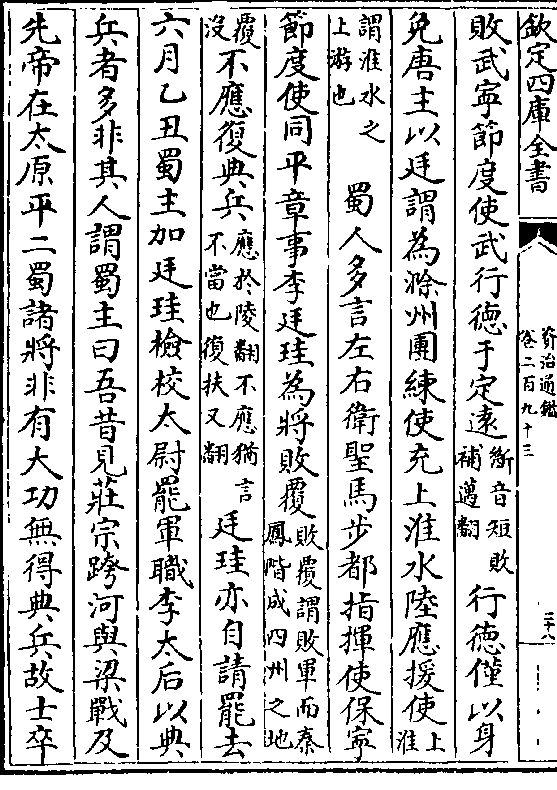 欽定四庫全書
資治通鑑
卷二百九十三
三十八
敗武寧節度使武行德于定遠
衝音短敗
補邁翻
行德僅以身
免唐主以廷謂為滁州團練使充上淮水陸應援使
上淮
謂淮水之
上游也
蜀人多言左右衛聖馬步都指揮使保寧
節度使同平章事李廷珪為將敗覆
敗覆謂敗軍而秦
鳳階成四州之地
覆沒
不應復典兵
應於陵翻不應猶言
不當也復扶又翻
廷珪亦自請罷去
六月乙丑蜀主加廷珪檢校太尉罷軍職李太后以典
兵者多非其人謂蜀主曰吾昔見莊宗跨河與梁戰及
先帝在太原平二蜀諸將非有大功無得典兵故士卒